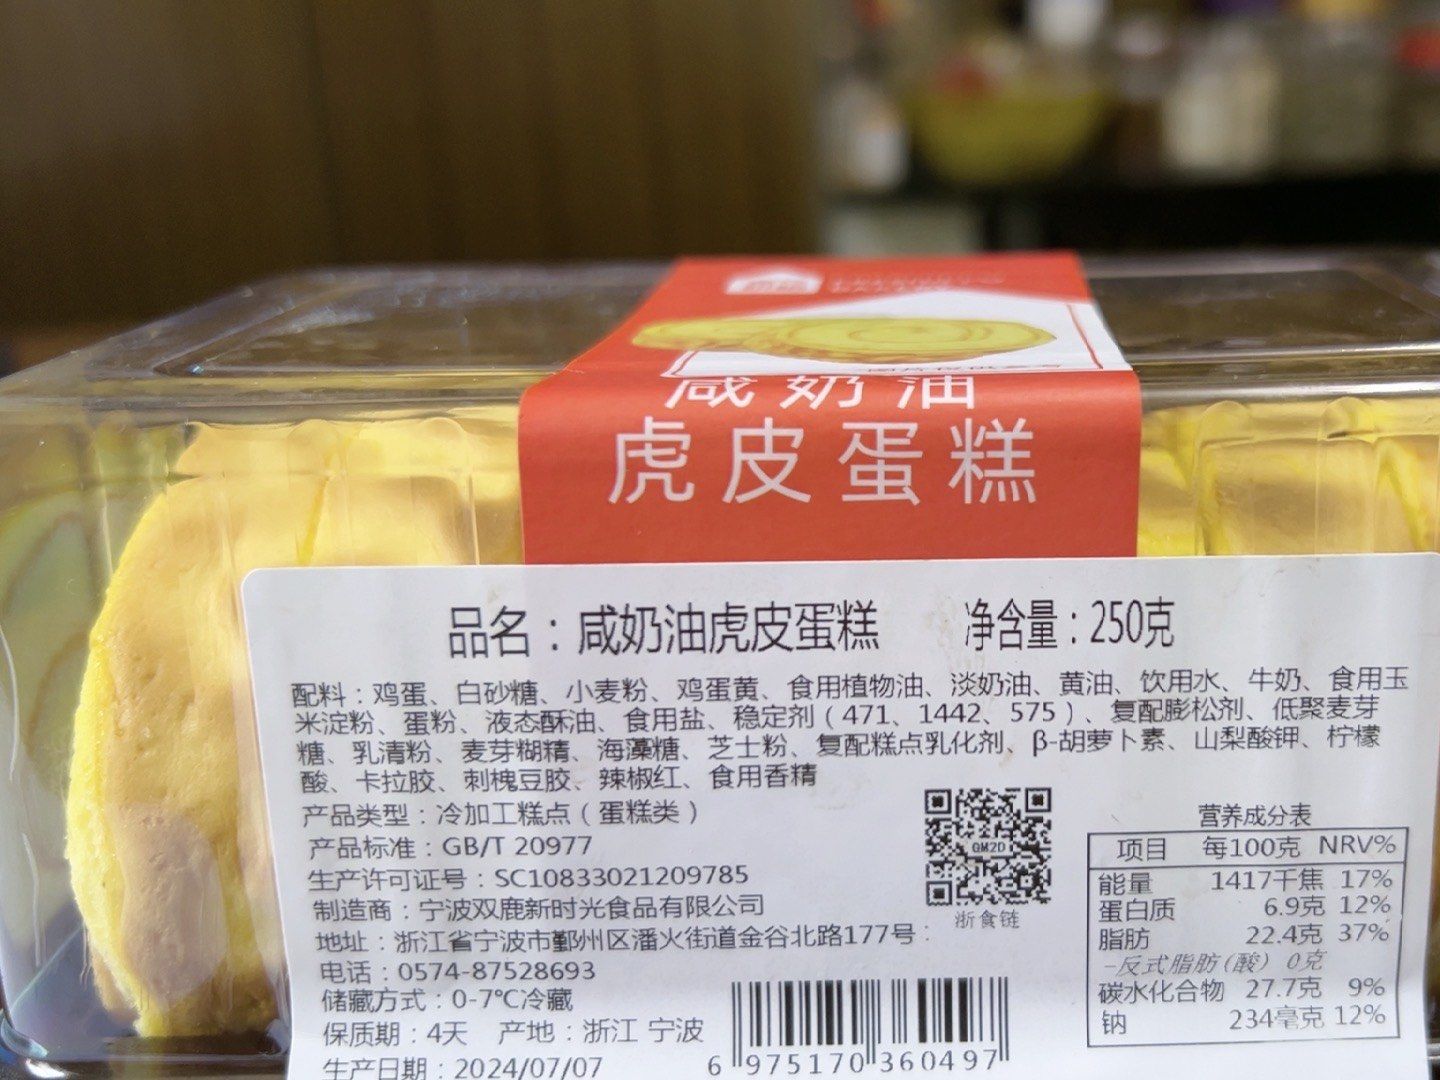 咸奶油
虎皮蛋糕
品名：咸奶油虎皮蛋糕 净含量：250克
配料：鸡蛋、白砂糖、小麦粉、鸡蛋黄、食用植物油、淡奶油、黄油、饮用水、牛奶、食用玉
米淀粉、蛋粉、液态酥油、食用盐、稳定剂（471、1442、575）、复配膨松剂、低聚麦芽
糖、乳清粉、麦芽糊精、海藻糖、芝士粉、复配糕点乳化剂、β-胡萝卜素、山梨酸钾、柠檬
酸、卡拉胶、刺槐豆胶、辣椒红、食用香精
产品类型：冷加工糕点（蛋糕类）
产品标准：GB/T 20977
生产许可证号：SC10833021209785
制造商：宁波双鹿新时光食品有限公司
地址：浙江省宁波市鄞州区潘火街道金谷北路177号
电话：0574-87528693
储藏方式：0-7℃冷藏
保质期：4天 产地：浙江 宁波
生产日期：2024/07/07
GM2D
浙食链
6 975170 360497
营养成分表
项目 每100克 NRV%
能量 1417千焦 17%
蛋白质 6.9克 12%
脂肪 22.4克 37%
-反式脂肪(酸) 0克
碳水化合物 27.7克 9%
钠 234毫克 12%